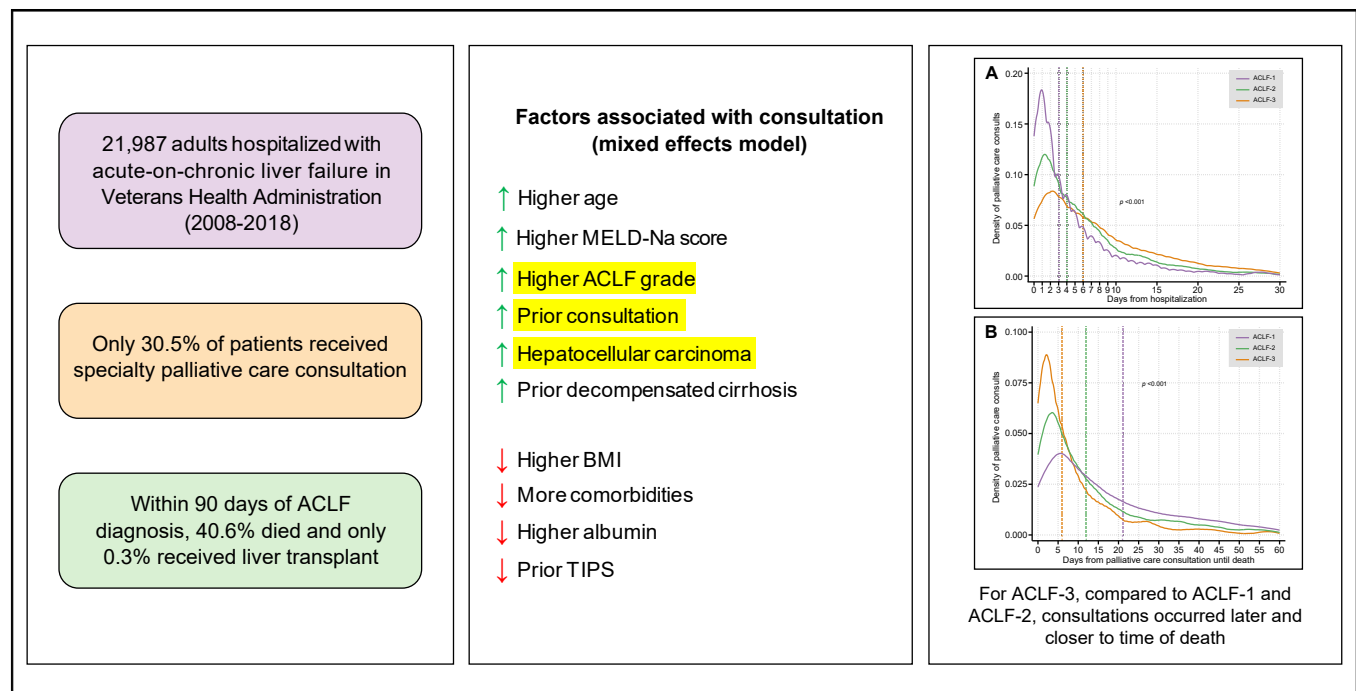 21,987 adults hospitalized with
acute-on-chronic liver failure in
Veterans Health Administration
(2008-2018)
Only 30.5% of patients received
specialty palliative care consultation
Within 90 days of ACLF
diagnosis, 40.6% died and only
0.3% received liver transplant
Factors associated with consultation
(mixed effects model)
↑ Higher age
↑ Higher MELD-Na score
↑ Higher ACLF grade
↑ Prior consultation
↑ Hepatocellular carcinoma
↑ Prior decompensated cirrhosis
↓ Higher BMI
↓ More comorbidities
↓ Higher albumin
↓ Prior TIPS
A
Density of palliative care consults
0.20
0.15
0.10
0.05
0.00
ACLF-1
ACLF-2
ACLF-3
p <0.001
0 1 2 3 4 5 6 7 8 9 10 15 20 25 30
Days from hospitalization
B
Density of palliative care consults
0.100
0.075
0.050
0.025
0.000
ACLF-1
ACLF-2
ACLF-3
p <0.001
0 5 10 15 20 25 30 35 40 45 50 55 60
Days from palliative care consultation until death
For ACLF-3, compared to ACLF-1 and
ACLF-2, consultations occurred later and
closer to time of death